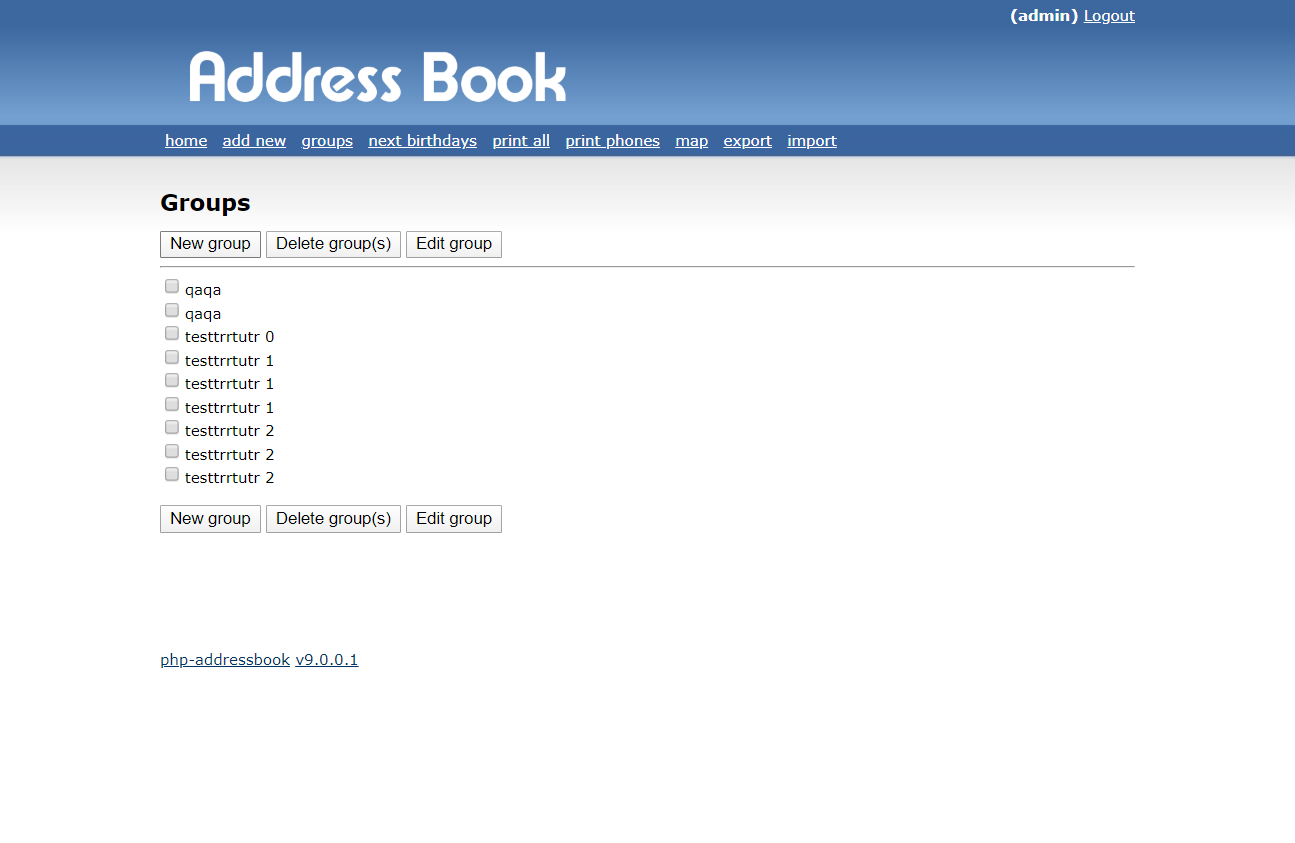 (admin) Logout
Address Book
home add new groups next birthdays print all print phones map export import
Groups
New group Delete group(s) Edit group
qaqa
qaqa
testtrrtutr 0
testtrrtutr 1
testtrrtutr 1
testtrrtutr 1
testtrrtutr 2
testtrrtutr 2
testtrrtutr 2
New group Delete group(s) Edit group
php-addressbook v9.0.0.1